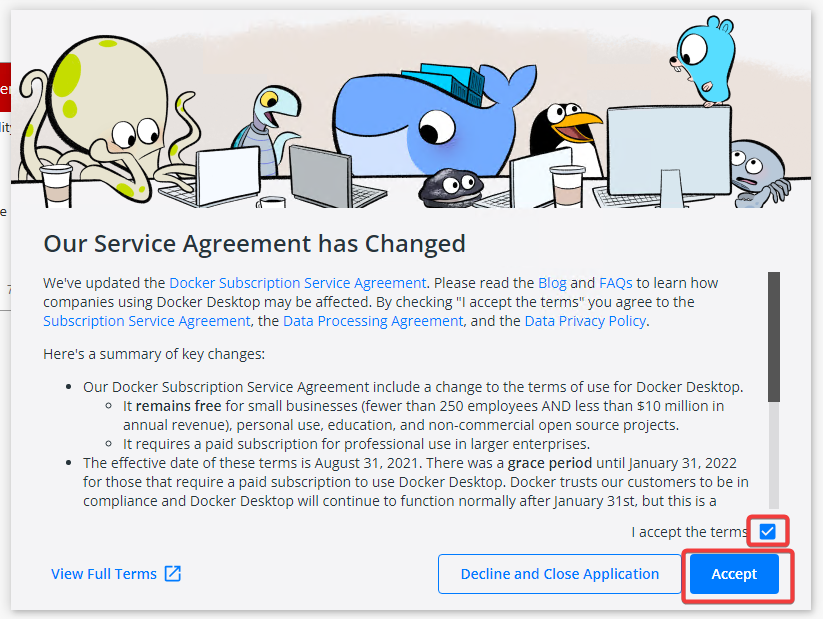 Our Service Agreement has Changed
We've updated the Docker Subscription Service Agreement. Please read the Blog and FAQs to learn how
companies using Docker Desktop may be affected. By checking "I accept the terms" you agree to the
Subscription Service Agreement, the Data Processing Agreement, and the Data Privacy Policy.
Here's a summary of key changes:
• Our Docker Subscription Service Agreement include a change to the terms of use for Docker Desktop.
◦ It remains free for small businesses (fewer than 250 employees AND less than $10 million in
annual revenue), personal use, education, and non-commercial open source projects.
◦ It requires a paid subscription for professional use in larger enterprises.
• The effective date of these terms is August 31, 2021. There was a grace period until January 31, 2022
for those that require a paid subscription to use Docker Desktop. Docker trusts our customers to be in
compliance and Docker Desktop will continue to function normally after January 31st, but this is a
I accept the terms
View Full Terms
Decline and Close Application
Accept